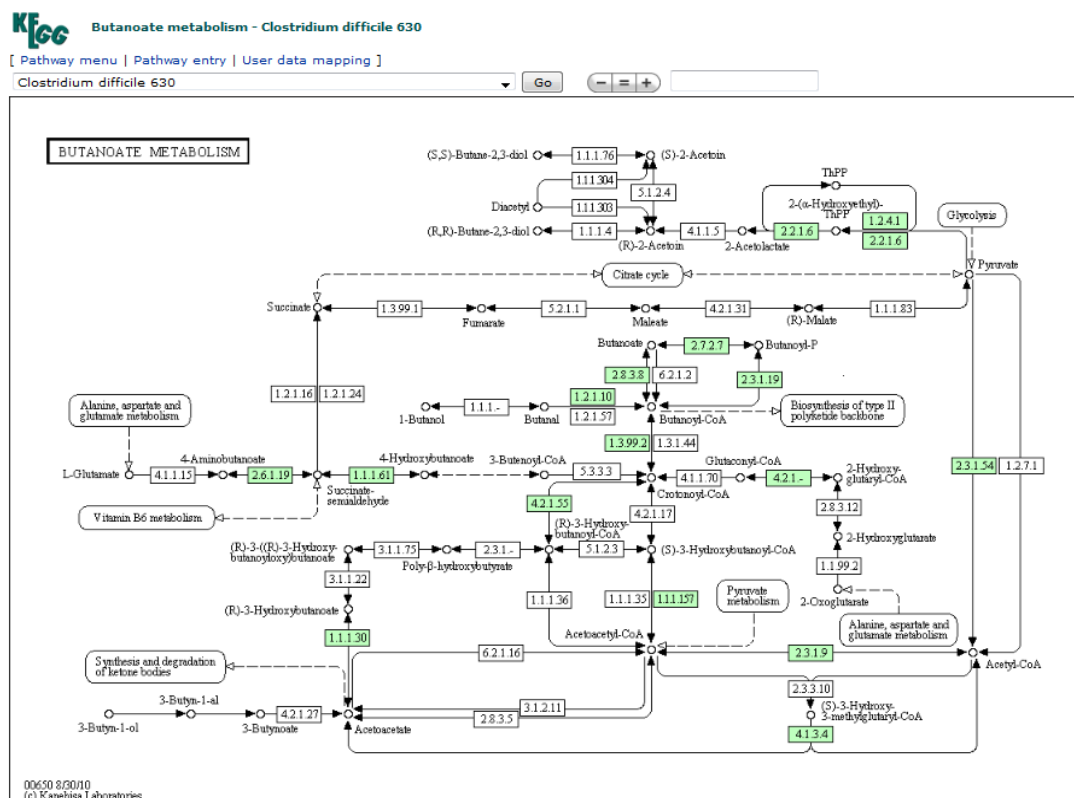 KEGG
Butanoate metabolism - Clostridium difficile 630
[ Pathway menu | Pathway entry | User data mapping ]
Clostridium difficile 630
Go
− = +
BUTANOATE METABOLISM
(S,S)-Butane-2,3-diol
1.1.1.76
(S)-2-Acetoin
1.1.1.304
5.1.2.4
Diacetyl
1.1.1.303
(R,R)-Butane-2,3-diol
1.1.1.4
(R)-2-Acetoin
4.1.1.5
2-Acetolactate
2.2.1.6
ThPP
2-(α-Hydroxyethyl)-
ThPP
1.2.4.1
2.2.1.6
Glycolysis
Pyruvate
Citrate cycle
Succinate
1.3.99.1
Fumarate
5.2.1.1
Maleate
4.2.1.31
(R)-Malate
1.1.1.83
Butanoate
2.7.2.7
Butanoyl-P
2.8.3.8
6.2.1.2
2.3.1.19
1.2.1.16
1.2.1.24
1-Butanol
1.1.1.-
Butanal
1.2.1.10
1.2.1.57
Butanoyl-CoA
Biosynthesis of type II
polyketide backbone
Alanine, aspartate and
glutamate metabolism
1.3.99.2
1.3.1.44
L-Glutamate
4.1.1.15
4-Aminobutanoate
2.6.1.19
Succinate-
semialdehyde
1.1.1.61
4-Hydroxybutanoate
3-Butenoyl-CoA
5.3.3.3
Crotonoyl-CoA
4.1.1.70
Glutaconyl-CoA
4.2.1.-
2-Hydroxy-
glutaryl-CoA
2.3.1.54
1.2.7.1
Vitamin B6 metabolism
4.2.1.55
4.2.1.17
2.8.3.12
(R)-3-Hydroxy-
butanoyl-CoA
(R)-3-((R)-3-Hydroxy-
butanoyloxy)butanoate
3.1.1.75
Poly-β-hydroxybutyrate
2.3.1.-
5.1.2.3
(S)-3-Hydroxybutanoyl-CoA
2-Hydroxyglutarate
1.1.99.2
2-Oxoglutarate
3.1.1.22
(R)-3-Hydroxybutanoate
1.1.1.36
1.1.1.35
1.1.1.157
Pyruvate
metabolism
1.1.1.30
Acetoacetyl-CoA
Alanine, aspartate and
glutamate metabolism
Synthesis and degradation
of ketone bodies
6.2.1.16
2.3.1.9
Acetyl-CoA
2.3.3.10
3-Butyn-1-ol
3-Butyn-1-al
3-Butynoate
4.2.1.27
Acetoacetate
3.1.2.11
2.8.3.5
(S)-3-Hydroxy-
3-methylglutaryl-CoA
4.1.3.4
00650 8/30/10
(c) Kanehisa Laboratories